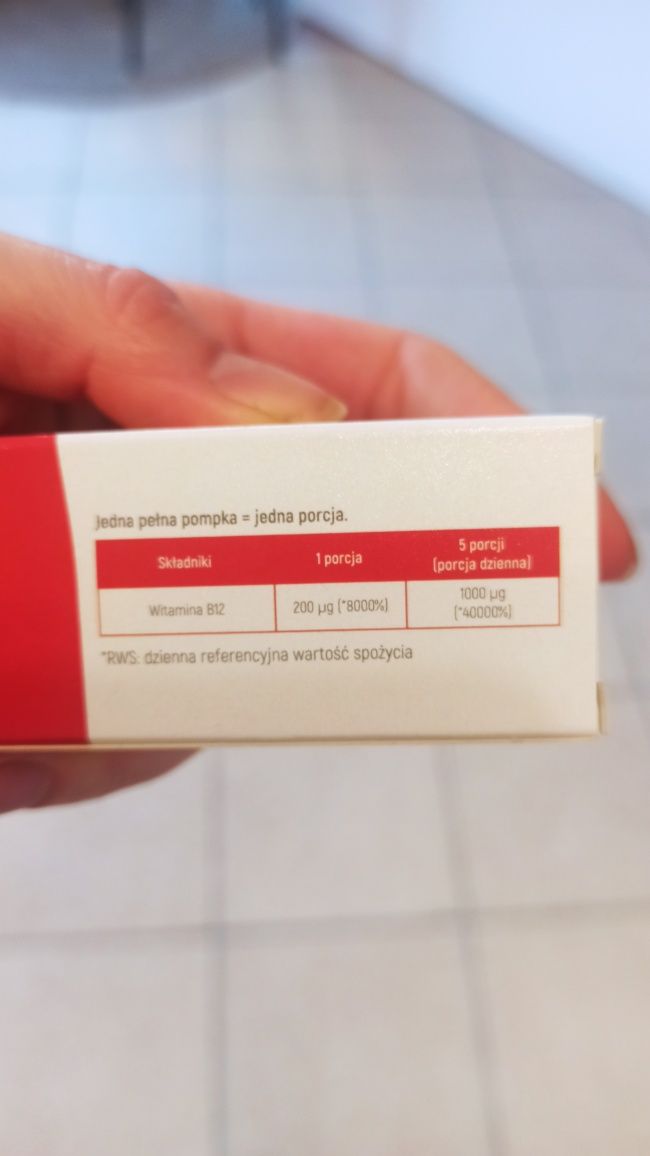 Jedna pełna pompka = jedna porcja.
Składniki 1 porcja 5 porcji (porcja dzienna)
Witamina B12 200 µg (*8000%) 1000 µg (*40000%)
*RWS: dzienna referencyjna wartość spożycia